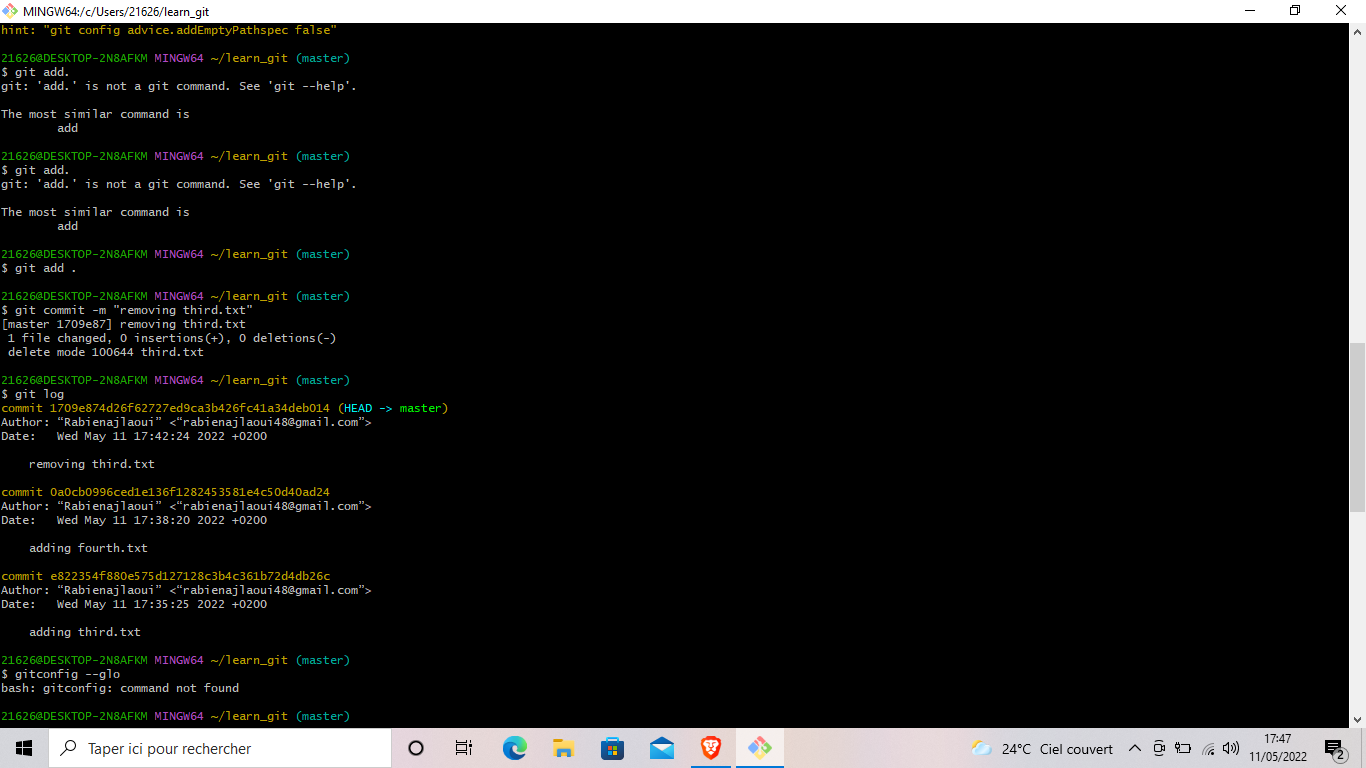 MINGW64:/c/Users/21626/learn_git
hint: "git config advice.addEmptyPathspec false"
21626@DESKTOP-2N8AFKM MINGW64 ~/learn_git (master)
$ git add.
git: 'add.' is not a git command. See 'git --help'.
The most similar command is
add
21626@DESKTOP-2N8AFKM MINGW64 ~/learn_git (master)
$ git add.
git: 'add.' is not a git command. See 'git --help'.
The most similar command is
add
21626@DESKTOP-2N8AFKM MINGW64 ~/learn_git (master)
$ git add .
21626@DESKTOP-2N8AFKM MINGW64 ~/learn_git (master)
$ git commit -m "removing third.txt"
[master 1709e87] removing third.txt
1 file changed, 0 insertions(+), 0 deletions(-)
delete mode 100644 third.txt
21626@DESKTOP-2N8AFKM MINGW64 ~/learn_git (master)
$ git log
commit 1709e874d26f62727ed9ca3b426fc41a34deb014 (HEAD -> master)
Author: “Rabienajlaoui” <“rabienajlaoui48@gmail.com”>
Date: Wed May 11 17:42:24 2022 +0200
removing third.txt
commit 0a0cb0996ced1e136f1282453581e4c50d40ad24
Author: “Rabienajlaoui” <“rabienajlaoui48@gmail.com”>
Date: Wed May 11 17:38:20 2022 +0200
adding fourth.txt
commit e822354f880e575d127128c3b4c361b72d4db26c
Author: “Rabienajlaoui” <“rabienajlaoui48@gmail.com”>
Date: Wed May 11 17:35:25 2022 +0200
adding third.txt
21626@DESKTOP-2N8AFKM MINGW64 ~/learn_git (master)
$ gitconfig --glo
bash: gitconfig: command not found
21626@DESKTOP-2N8AFKM MINGW64 ~/learn_git (master)
Taper ici pour rechercher
24°C Ciel couvert
17:47
11/05/2022
2